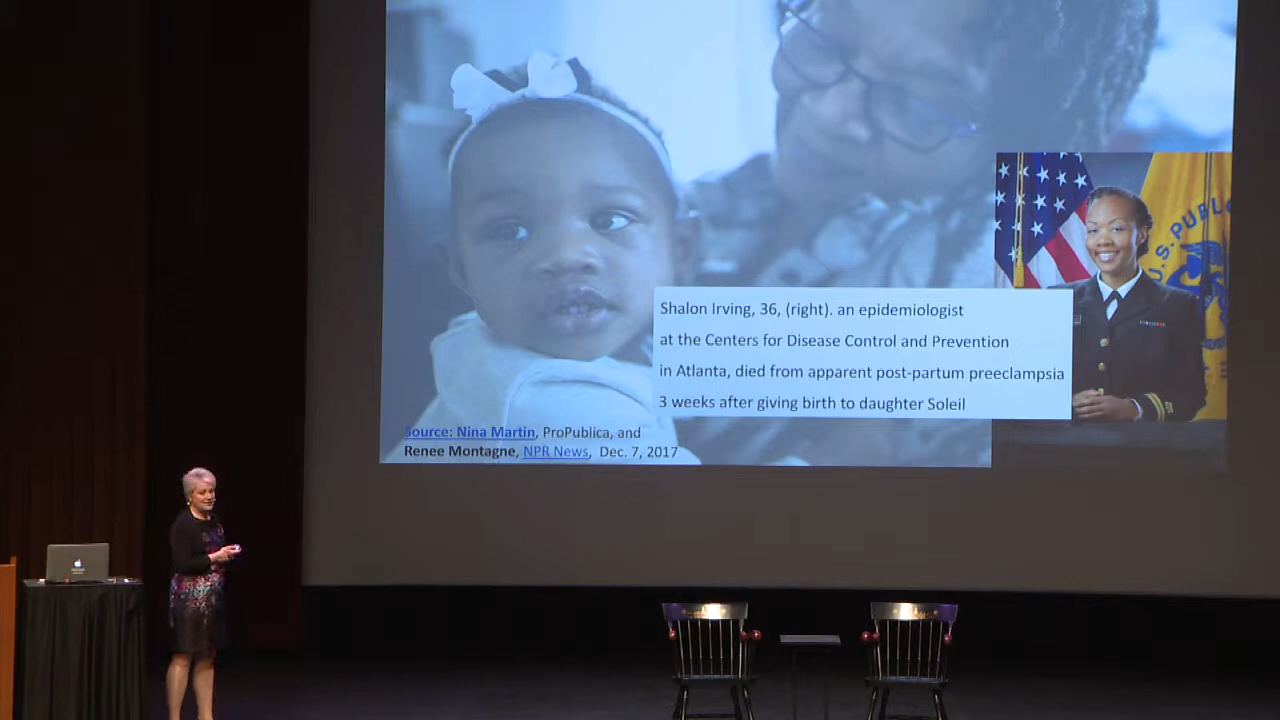 U.S. PUBL
Shalon Irving, 36, (right). an epidemiologist
at the Centers for Disease Control and Prevention
in Atlanta, died from apparent post-partum preeclampsia
3 weeks after giving birth to daughter Soleil
Source: Nina Martin, ProPublica, and
Renee Montagne, NPR News, Dec. 7, 2017